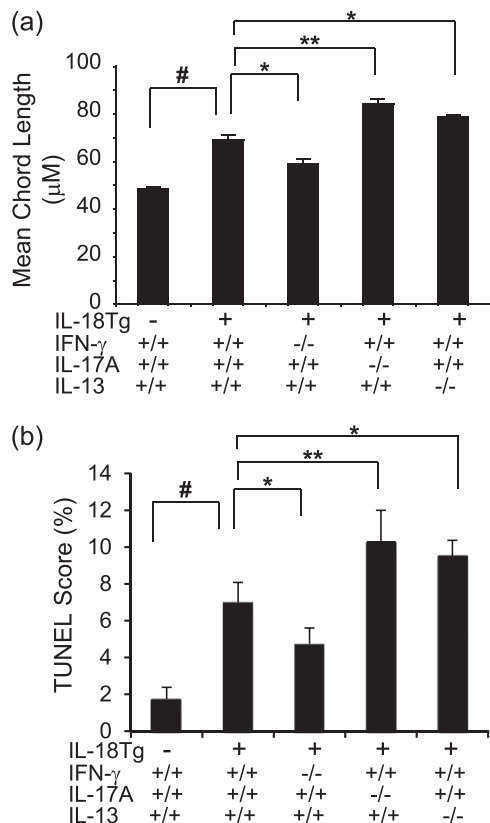 (a)
*
**
#
*
Mean Chord Length
(μM)
100
80
60
40
20
0
IL-18Tg - + + + +
IFN-γ +/+ +/+ -/- +/+ +/+
IL-17A +/+ +/+ +/+ -/- +/+
IL-13 +/+ +/+ +/+ +/+ -/-
(b)
*
**
#
*
TUNEL Score (%)
14
12
10
8
6
4
2
0
IL-18Tg - + + + +
IFN-γ +/+ +/+ -/- +/+ +/+
IL-17A +/+ +/+ +/+ -/- +/+
IL-13 +/+ +/+ +/+ +/+ -/-